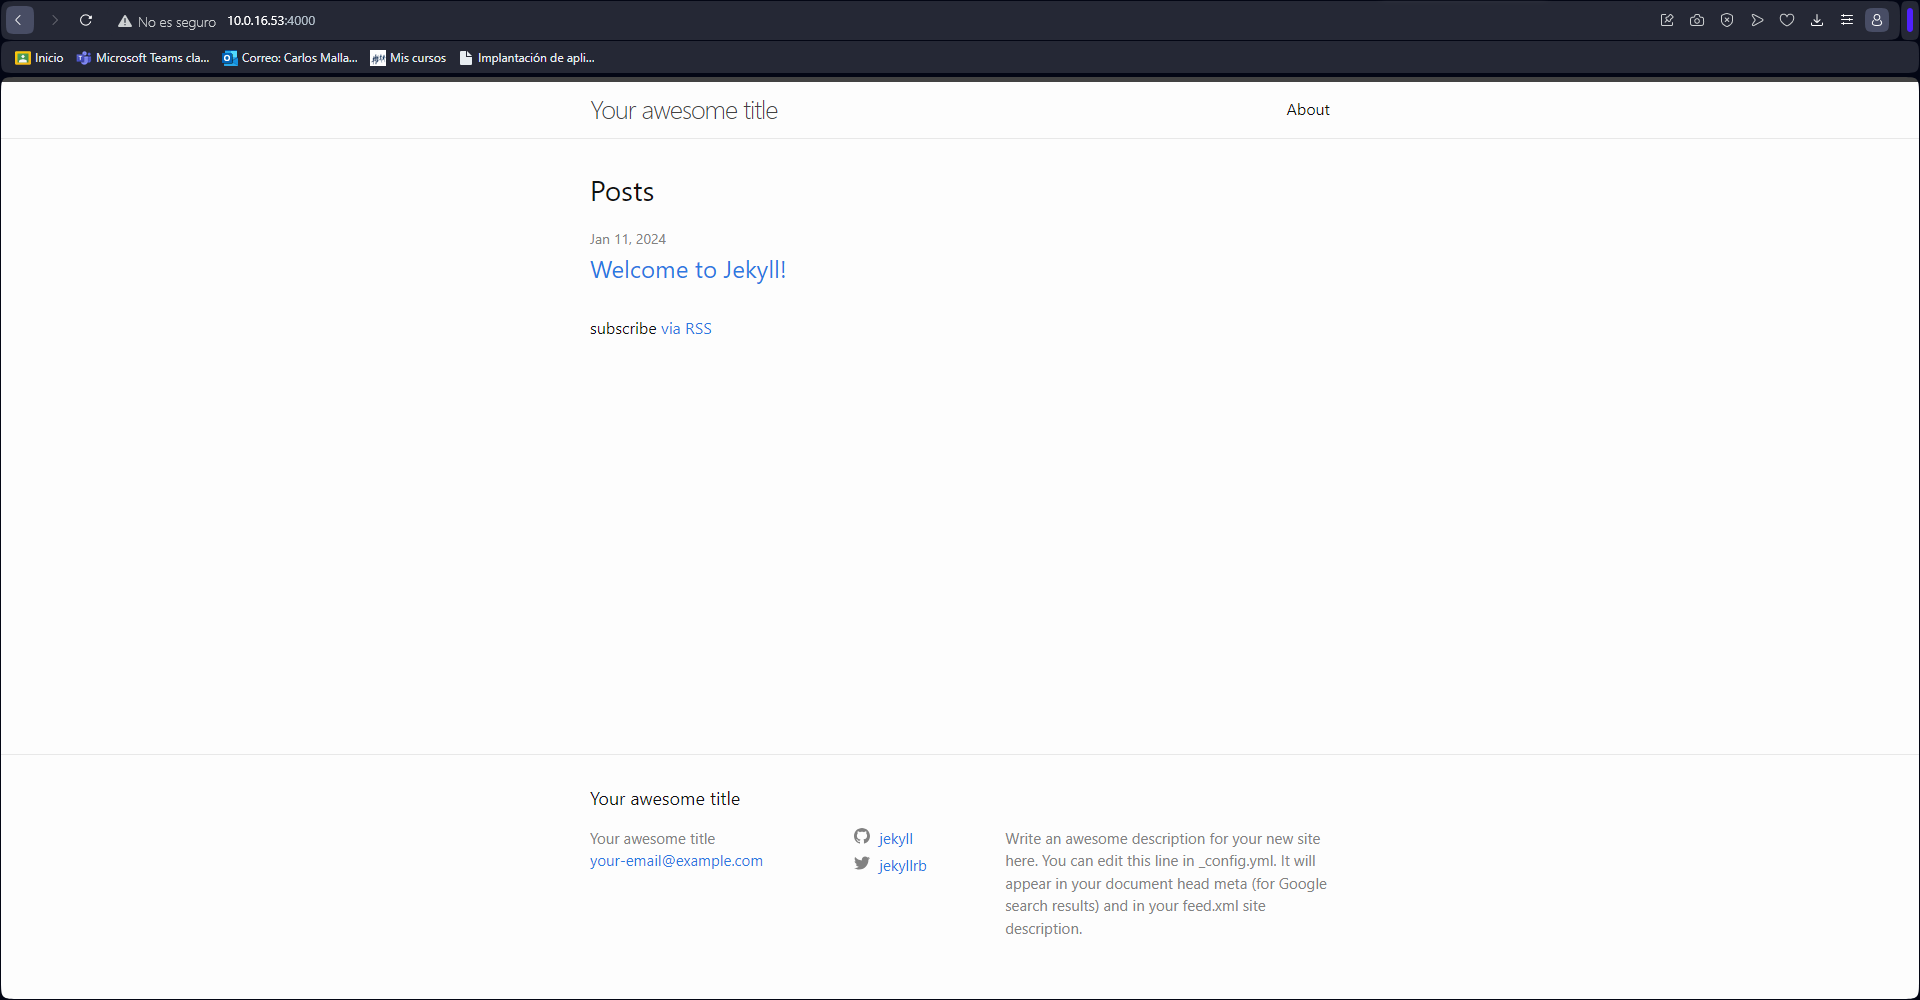 No es seguro 10.0.16.53:4000
Inicio Microsoft Teams cla... Correo: Carlos Malla... Mis cursos Implantación de apli...
Your awesome title About
Posts
Jan 11, 2024
Welcome to Jekyll!
subscribe via RSS
Your awesome title
Your awesome title
your-email@example.com
jekyll
jekyllrb
Write an awesome description for your new site
here. You can edit this line in _config.yml. It will
appear in your document head meta (for Google
search results) and in your feed.xml site
description.